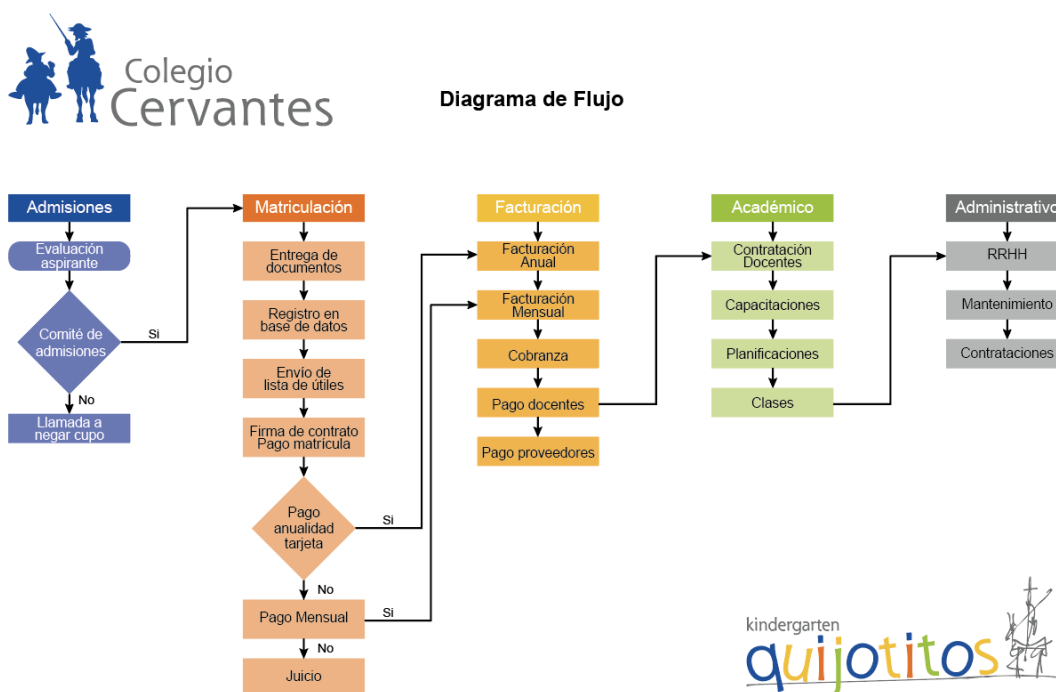 Colegio
Cervantes
Diagrama de Flujo
Admisiones
Evaluación
aspirante
Comité de
admisiones
Si
No
Llamada a
negar cupo
Matriculación
Entrega de
documentos
Registro en
base de datos
Envío de
lista de útiles
Firma de contrato
Pago matrícula
Pago
anualidad
tarjeta
Si
No
Pago Mensual
Si
No
Juicio
Facturación
Facturación
Anual
Facturación
Mensual
Cobranza
Pago docentes
Pago proveedores
Académico
Contratación
Docentes
Capacitaciones
Planificaciones
Clases
Administrativo
RRHH
Mantenimiento
Contrataciones
kindergarten
quijotitos